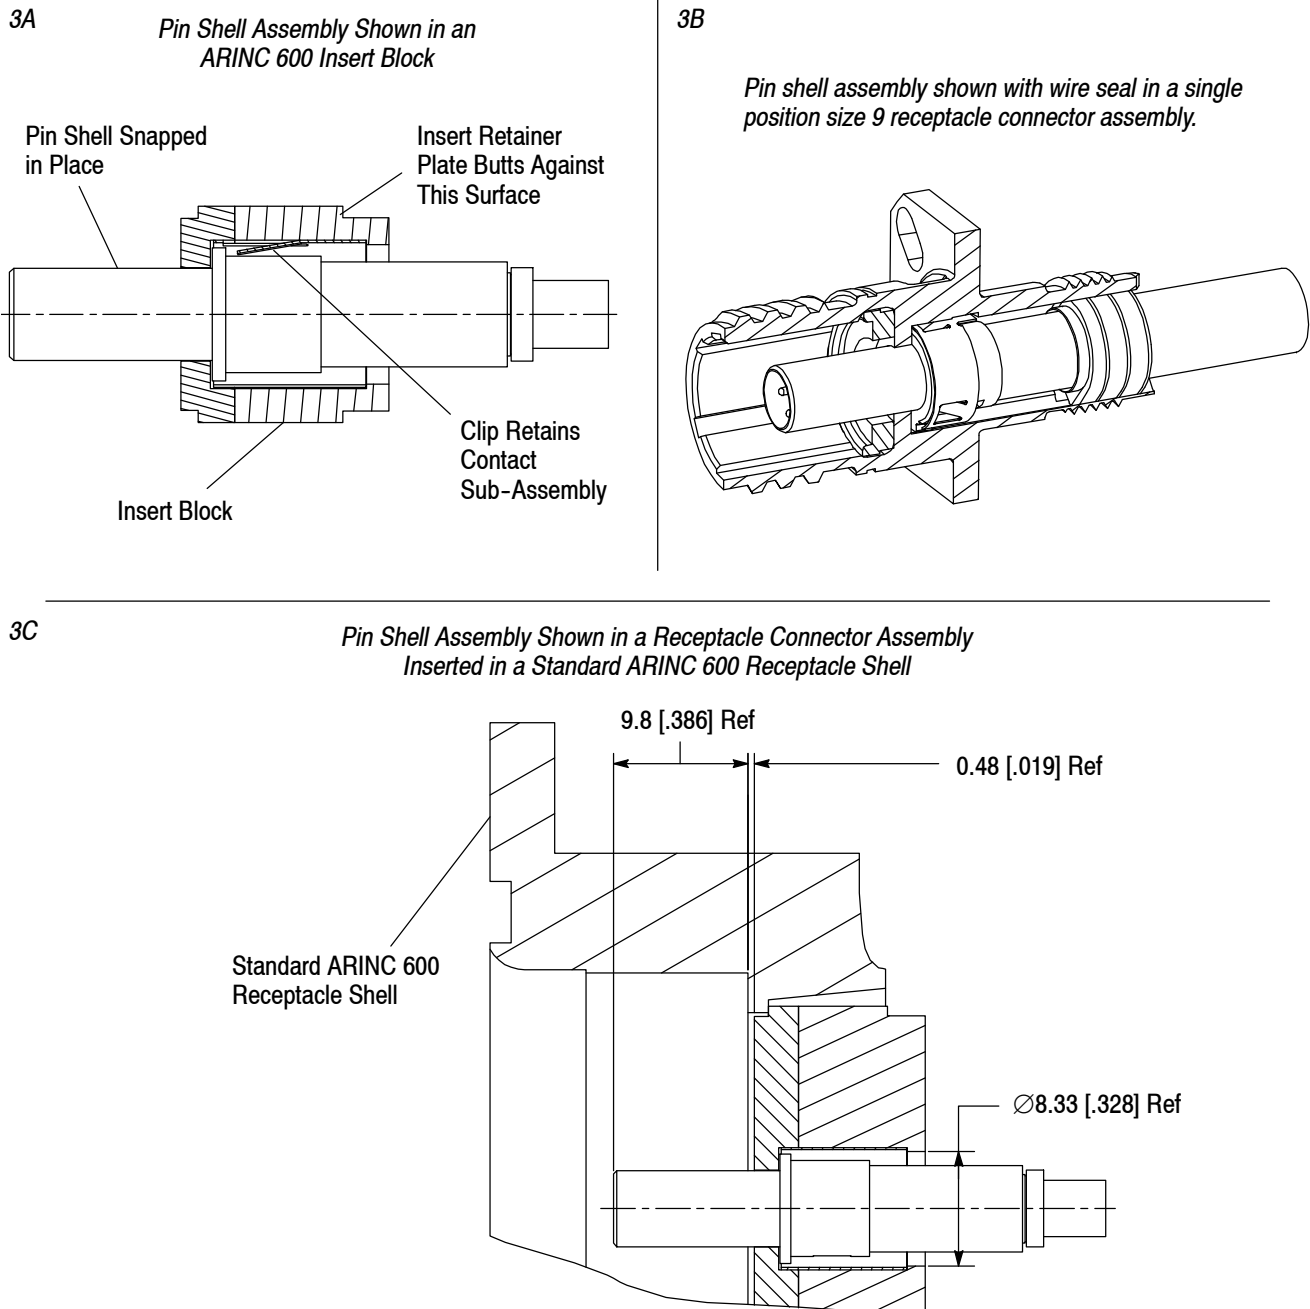 3A
Pin Shell Assembly Shown in an
ARINC 600 Insert Block
Pin Shell Snapped
in Place
Insert Retainer
Plate Butts Against
This Surface
Clip Retains
Contact
Sub-Assembly
Insert Block
3B
Pin shell assembly shown with wire seal in a single
position size 9 receptacle connector assembly.
3C
Pin Shell Assembly Shown in a Receptacle Connector Assembly
Inserted in a Standard ARINC 600 Receptacle Shell
9.8 [.386] Ref
0.48 [.019] Ref
Standard ARINC 600
Receptacle Shell
∅8.33 [.328] Ref